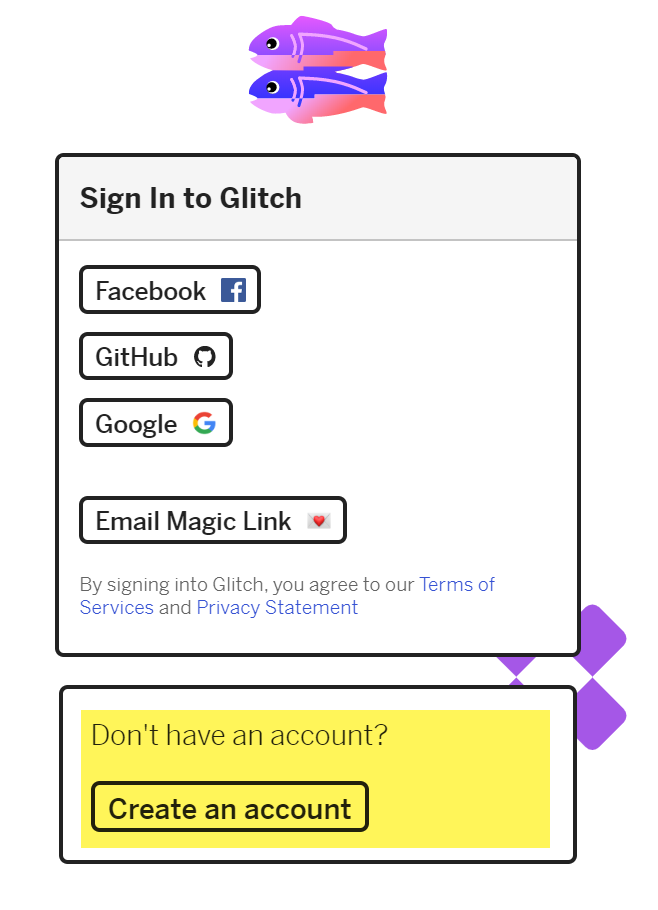 Sign In to Glitch
Facebook
GitHub
Google
Email Magic Link
By signing into Glitch, you agree to our Terms of
Services and Privacy Statement
Don't have an account?
Create an account